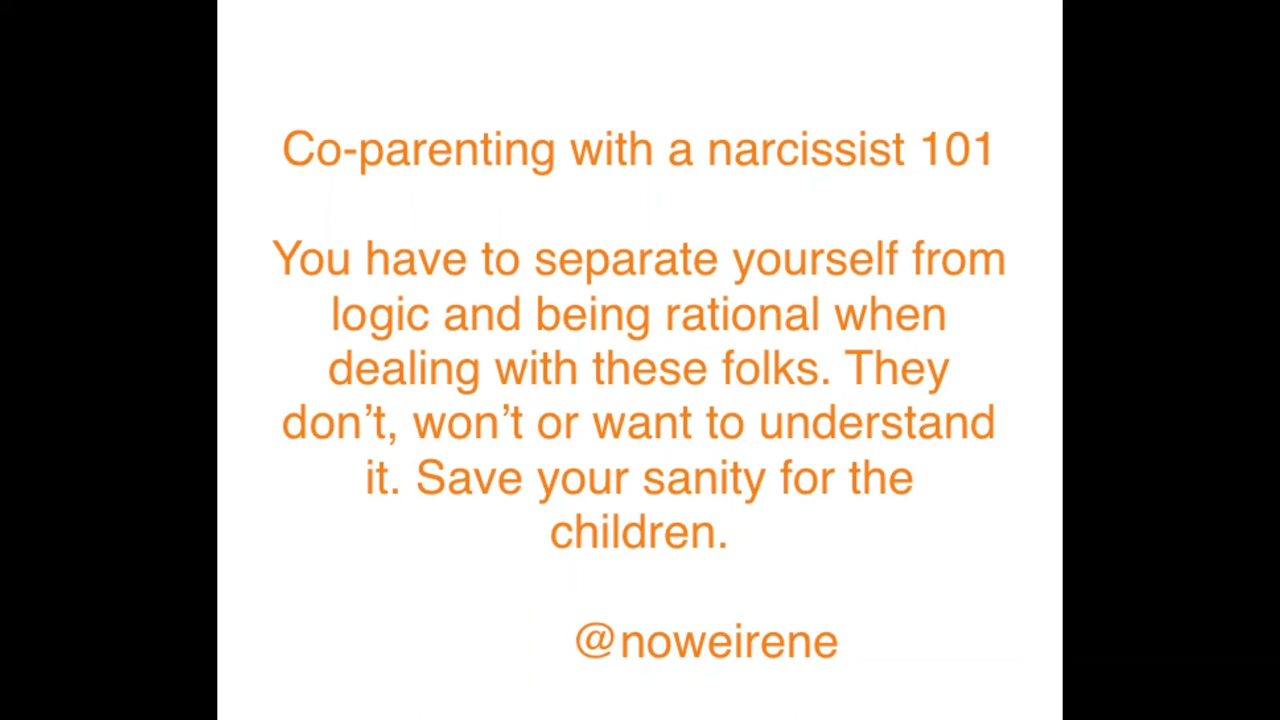 Co-parenting with a narcissist 101
You have to separate yourself from
logic and being rational when
dealing with these folks. They
don’t, won’t or want to understand
it. Save your sanity for the
children.
@noweirene